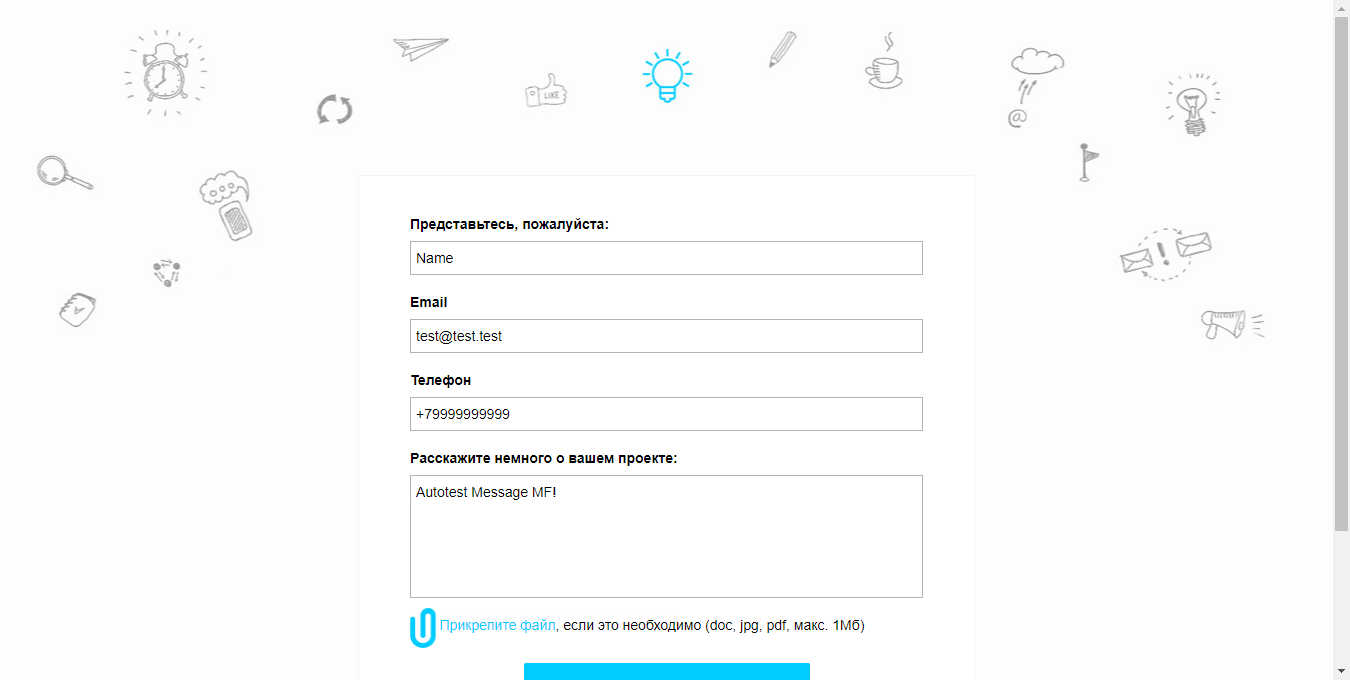 LIKE
@
Представьтесь, пожалуйста:
Name
Email
test@test.test
Телефон
+79999999999
Расскажите немного о вашем проекте:
Autotest Message MF!
Прикрепите файл, если это необходимо (doc, jpg, pdf, макс. 1Мб)